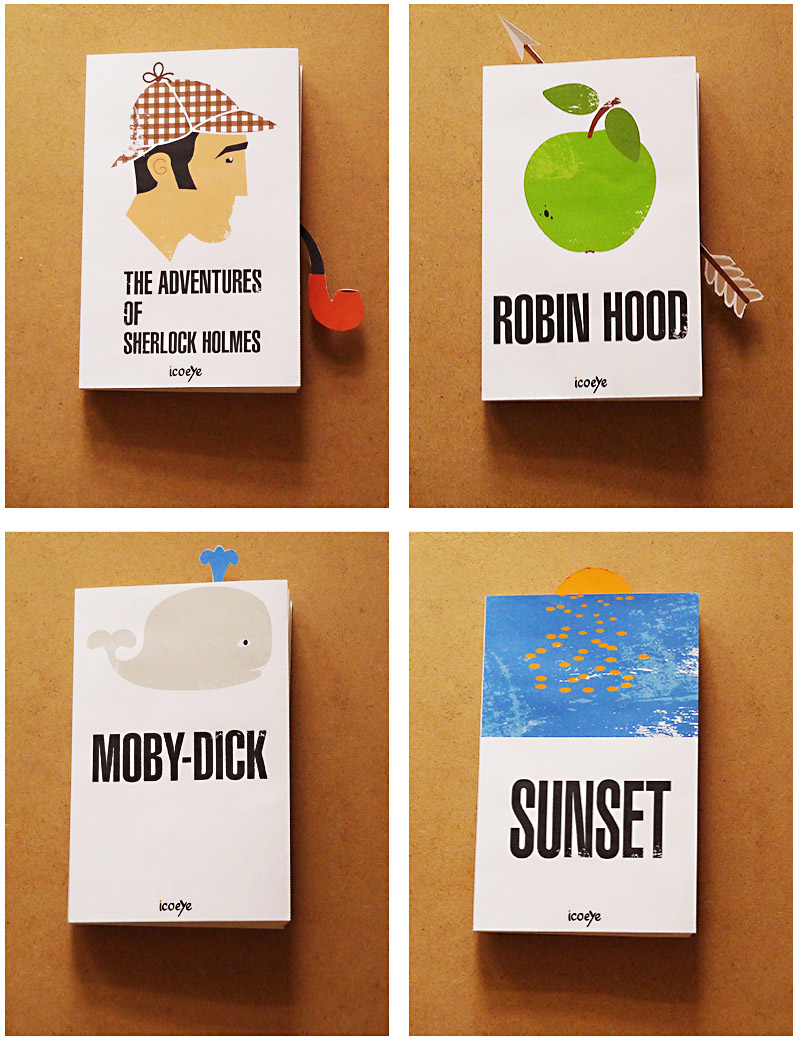 THE ADVENTURES
OF
SHERLOCK HOLMES
icoeye
ROBIN HOOD
icoeye
MOBY-DICK
icoeye
SUNSET
icoeye